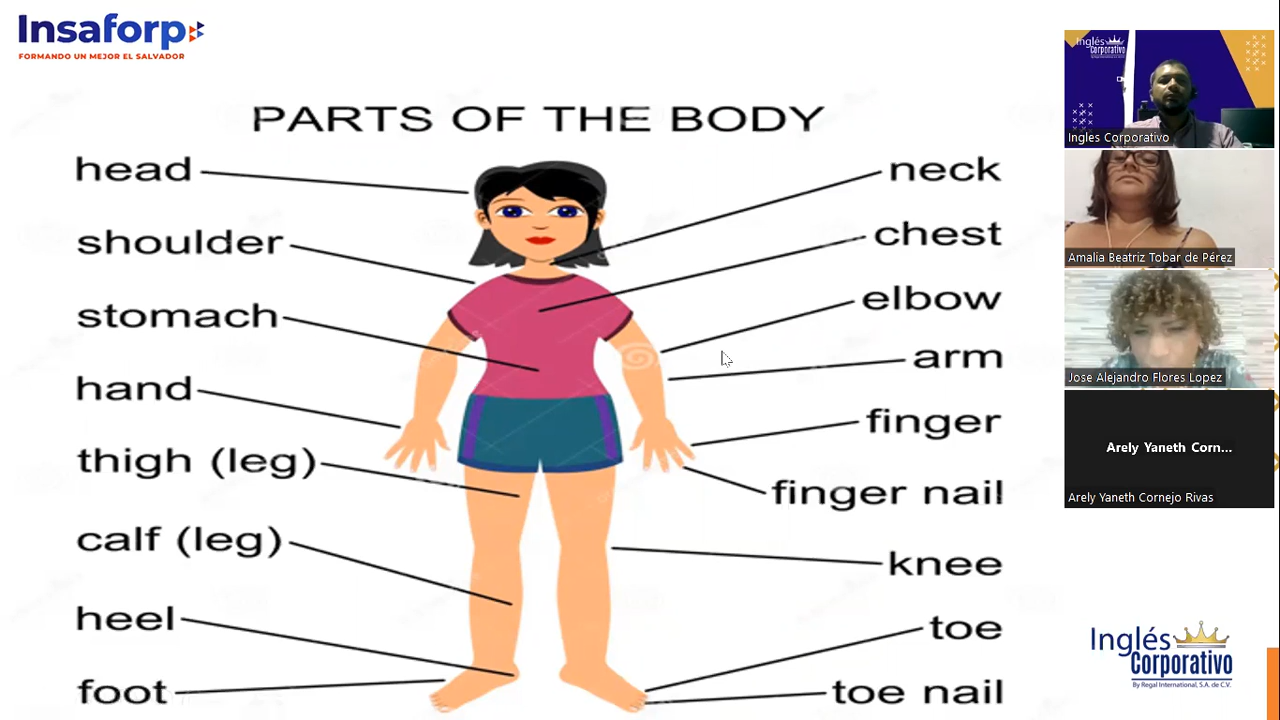 Insaforp
FORMANDO UN MEJOR EL SALVADOR
PARTS OF THE BODY
head
shoulder
stomach
hand
thigh (leg)
calf (leg)
heel
foot
neck
chest
elbow
arm
finger
finger nail
knee
toe
toe nail
Inglés
Corporativo
Ingles Corporativo
Amalia Beatriz Tobar de Pérez
Jose Alejandro Flores Lopez
Arely Yaneth Corn...
Arely Yaneth Cornejo Rivas
Inglés
Corporativo
By Regal International, S.A. de C.V.